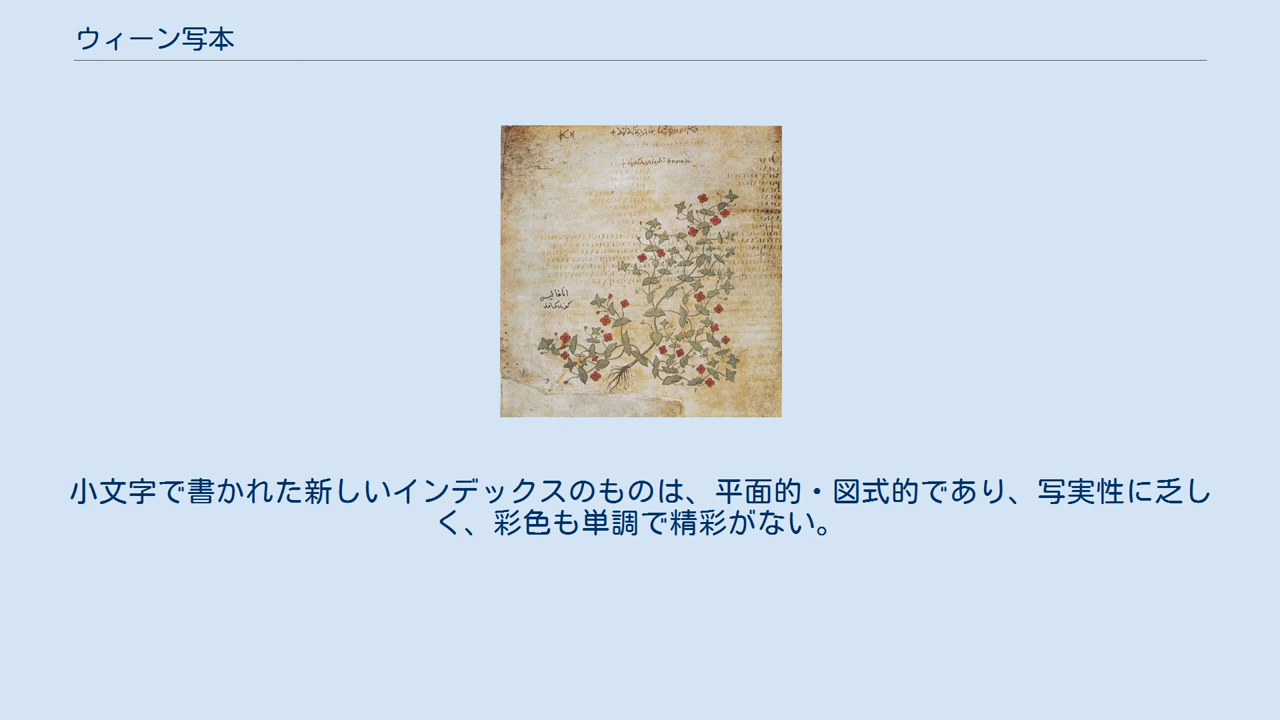 ウィーン写本
小文字で書かれた新しいインデックスのものは、平面的・図式的であり、写実性に乏し
く、彩色も単調で精彩がない。